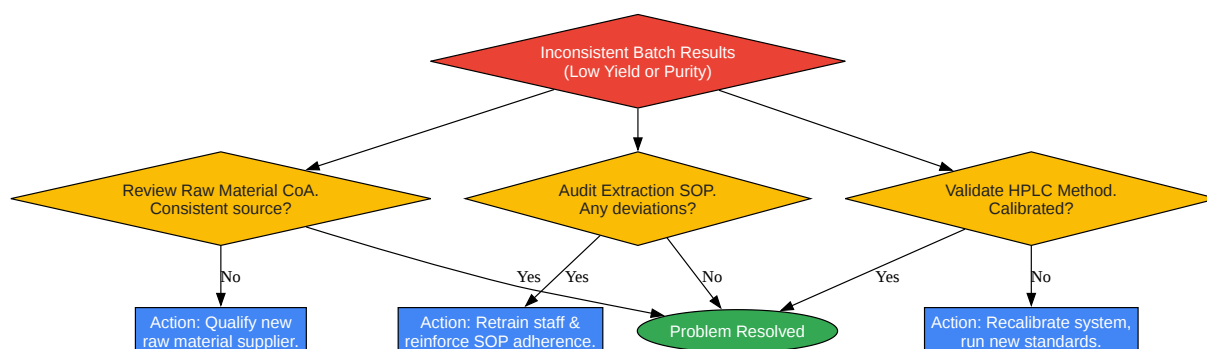 Inconsistent Batch Results
(Low Yield or Purity)
Review Raw Material CoA.
Consistent source?
Audit Extraction SOP.
Any deviations?
Validate HPLC Method.
Calibrated?
No
Yes
Yes
No
Yes
No
Action: Qualify new
raw material supplier.
Action: Retrain staff &
reinforce SOP adherence.
Problem Resolved
Action: Recalibrate system,
run new standards.